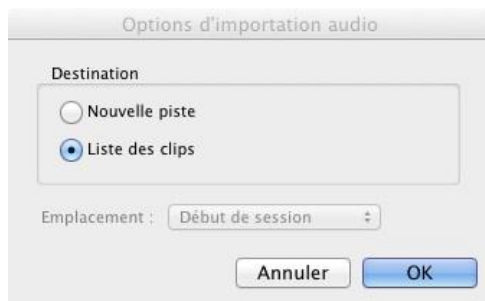 Options d'importation audio
Destination
Nouvelle piste
Liste des clips
Emplacement : Début de session
Annuler OK